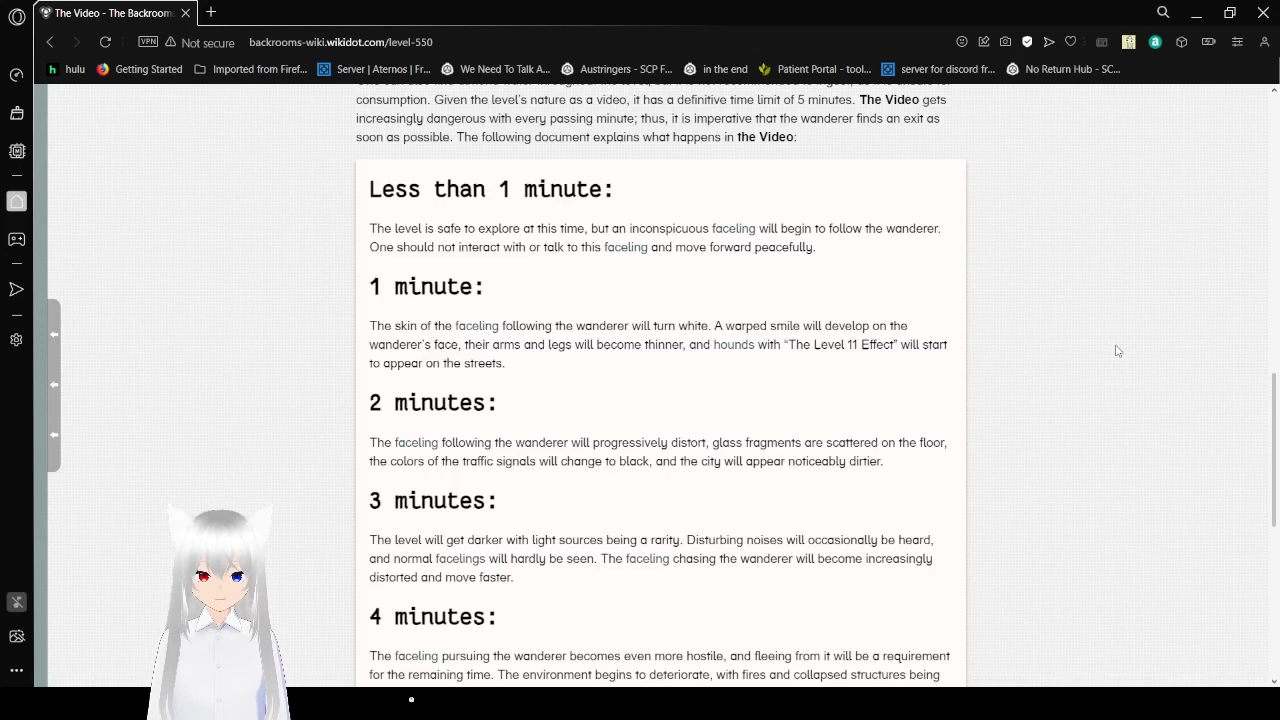 The Video - The Backrooms
VPN
Not secure
backrooms-wiki.wikidot.com/level-550
hulu
Getting Started
Imported from Firef...
Server | Aternos | Fr...
We Need To Talk A...
Austringers - SCP F...
in the end
Patient Portal - tool...
server for discord fr...
No Return Hub - SC...
consumption. Given the level's nature as a video, it has a definitive time limit of 5 minutes. The Video gets
increasingly dangerous with every passing minute; thus, it is imperative that the wanderer finds an exit as
soon as possible. The following document explains what happens in the Video:
Less than 1 minute:
The level is safe to explore at this time, but an inconspicuous faceling will begin to follow the wanderer.
One should not interact with or talk to this faceling and move forward peacefully.
1 minute:
The skin of the faceling following the wanderer will turn white. A warped smile will develop on the
wanderer's face, their arms and legs will become thinner, and hounds with “The Level 11 Effect” will start
to appear on the streets.
2 minutes:
The faceling following the wanderer will progressively distort, glass fragments are scattered on the floor,
the colors of the traffic signals will change to black, and the city will appear noticeably dirtier.
3 minutes:
The level will get darker with light sources being a rarity. Disturbing noises will occasionally be heard,
and normal facelings will hardly be seen. The faceling chasing the wanderer will become increasingly
distorted and move faster.
4 minutes:
The faceling pursuing the wanderer becomes even more hostile, and fleeing from it will be a requirement
for the remaining time. The environment begins to deteriorate, with fires and collapsed structures being